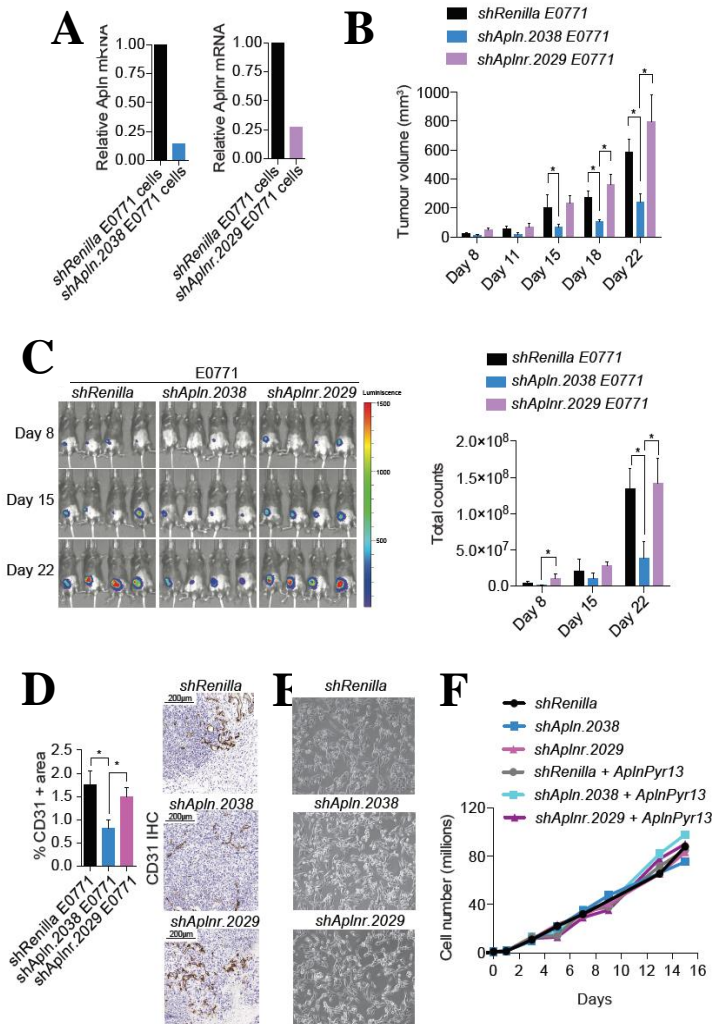 A
Relative Apln mRNA
1.00
0.75
0.50
0.25
0.00
shRenilla E0771 cells
shApln.2038 E0771 cells
Relative Aplnr mRNA
1.00
0.75
0.50
0.25
0.00
shRenilla E0771 cells
shAplnr.2029 E0771 cells
B
shRenilla E0771
shApln.2038 E0771
shAplnr.2029 E0771
Tumour volume (mm³)
1000
800
600
400
200
0
* * * * *
Day 8
Day 11
Day 15
Day 18
Day 22
C
E0771
shRenilla shApln.2038 shAplnr.2029
Luminiscence
Day 8
Day 15
Day 22
1500
1000
500
shRenilla E0771
shApln.2038 E0771
shAplnr.2029 E0771
Total counts
2.0×10⁸
1.5×10⁸
1.0×10⁸
5.0×10⁷
0.0
* * *
Day 8
Day 15
Day 22
D
% CD31 + area
2.5
2.0
1.5
1.0
0.5
0.0
* *
shRenilla E0771
shApln.2038 E0771
shAplnr.2029 E0771
CD31 IHC
shRenilla
200µm
shApln.2038
200µm
shAplnr.2029
200µm
E
shRenilla
shApln.2038
shAplnr.2029
F
shRenilla
shApln.2038
shAplnr.2029
shRenilla + AplnPyr13
shApln.2038 + AplnPyr13
shAplnr.2029 + AplnPyr13
Cell number (millions)
120
80
40
0
0 2 4 6 8 10 12 14 16
Days